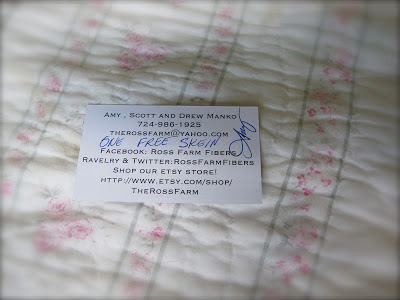 Amy , Scott and Drew Manko
724-986-1925
therossfarm@yahoo.com
ONE FREE SKEIN
Amy
Facebook: Ross Farm Fibers
Ravelry & Twitter:RossFarmFibers
Shop our etsy store!
http://www.etsy.com/shop/
TheRossFarm